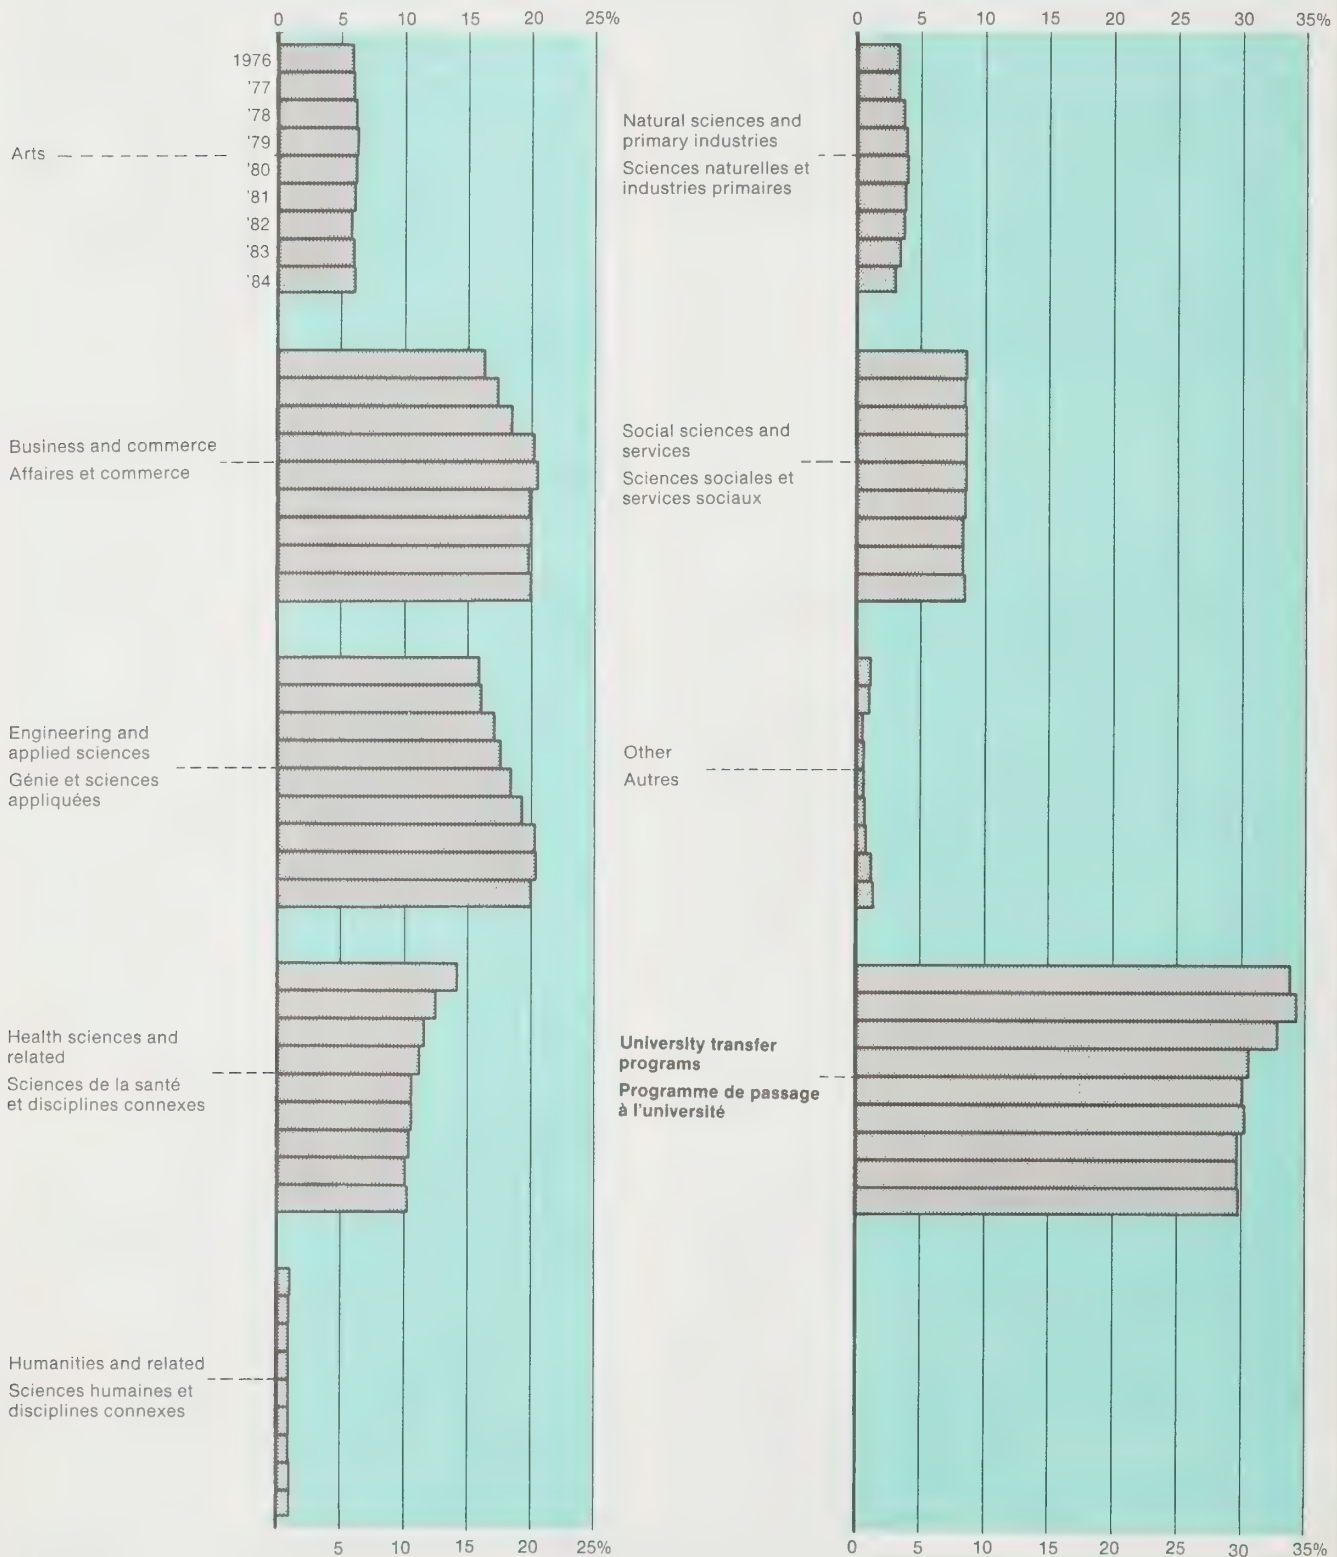 0 5 10 15 20 25%
1976
'77
'78
'79
'80
'81
'82
'83
'84
Arts
Business and commerce
Affaires et commerce
Engineering and
applied sciences
Génie et sciences
appliquées
Health sciences and
related
Sciences de la santé
et disciplines connexes
Humanities and related
Sciences humaines et
disciplines connexes
5 10 15 20 25%
0 5 10 15 20 25 30 35%
Natural sciences and
primary industries
Sciences naturelles et
industries primaires
Social sciences and
services
Sciences sociales et
services sociaux
Other
Autres
University transfer
programs
Programme de passage
à l'université
0 5 10 15 20 25 30 35%